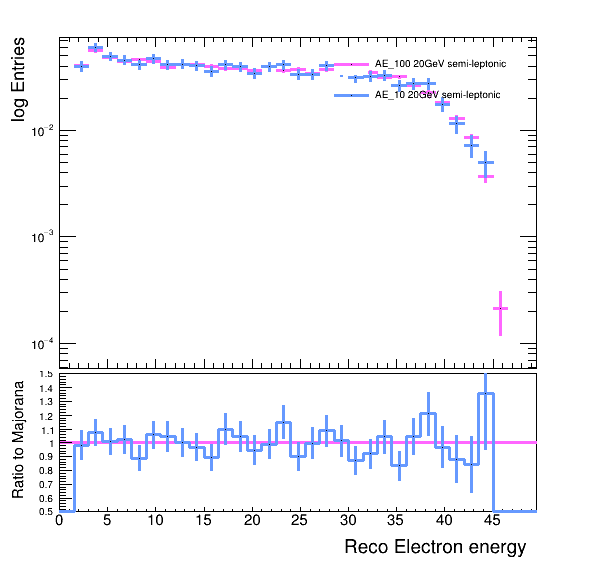 log Entries
AE_100 20GeV semi-leptonic
AE_10 20GeV semi-leptonic
10⁻²
10⁻³
10⁻⁴
Ratio to Majorana
1.5
1.4
1.3
1.2
1.1
1
0.9
0.8
0.7
0.6
0.5
0 5 10 15 20 25 30 35 40 45
Reco Electron energy